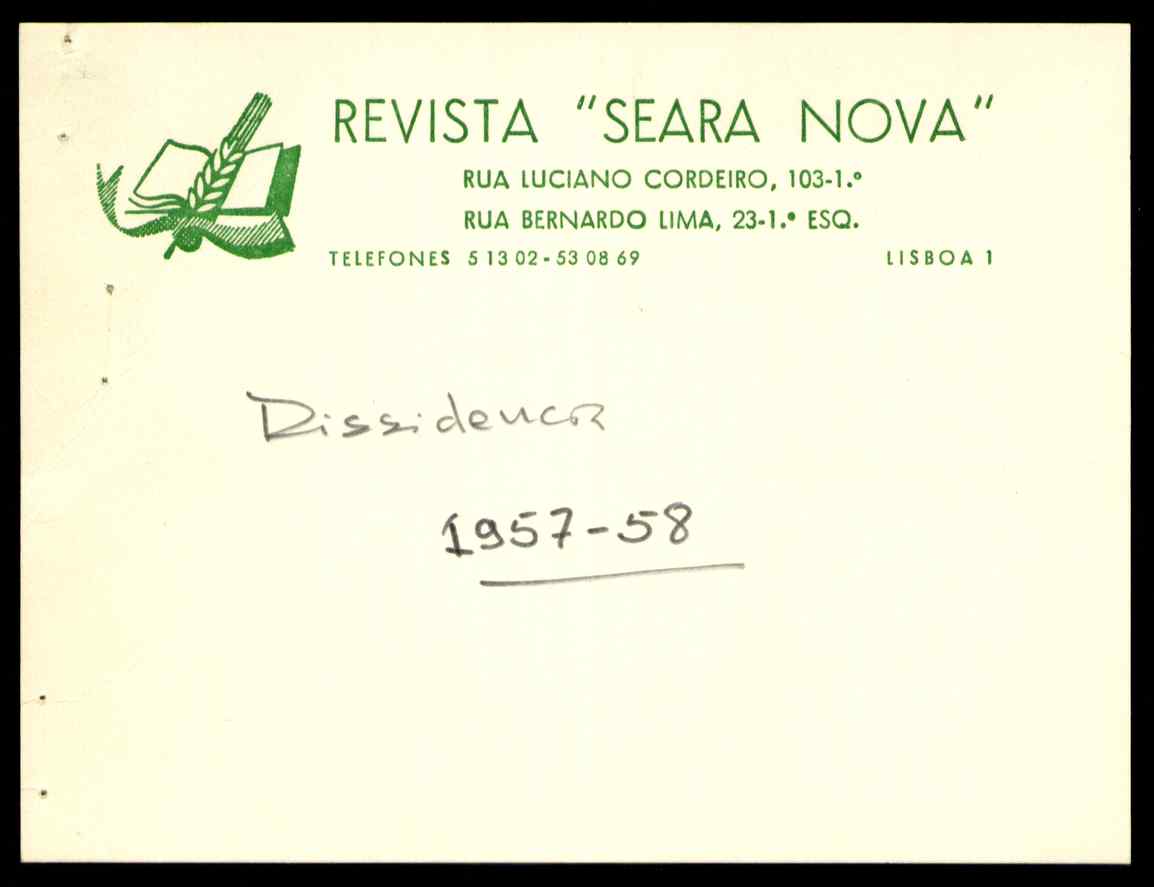 REVISTA "SEARA NOVA"
RUA LUCIANO CORDEIRO, 103-1.º
RUA BERNARDO LIMA, 23-1.º ESQ.
TELEFONES 5 13 02 - 53 08 69 LISBOA 1
Dissidencia
1957-58